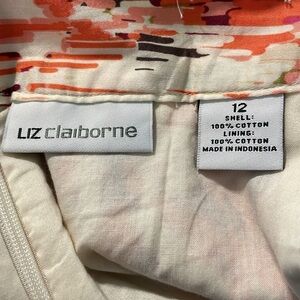 LIZ claiborne
12
SHELL:
100% COTTON
LINING:
100% COTTON
MADE IN INDONESIA